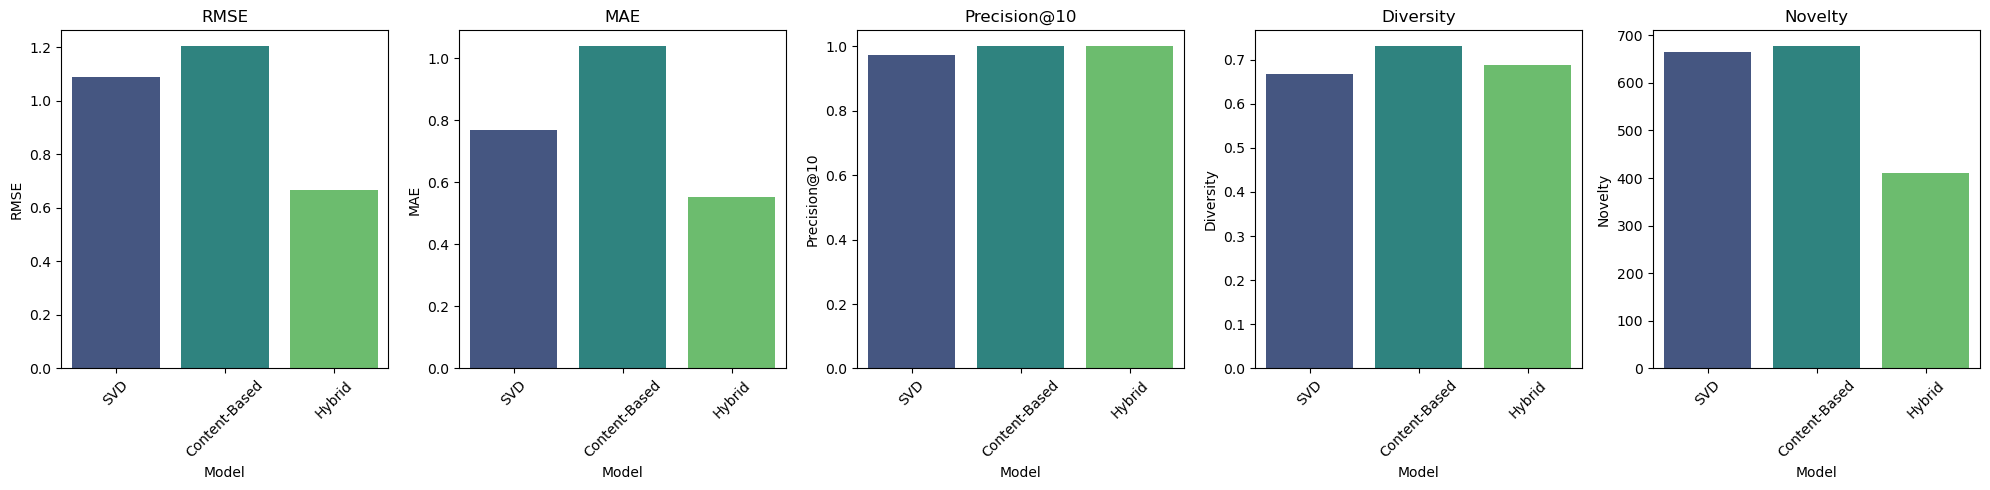 RMSE
1.2
1.0
0.8
0.6
0.4
0.2
0.0
RMSE
SVD
Content-Based
Hybrid
Model
MAE
1.0
0.8
0.6
0.4
0.2
0.0
MAE
SVD
Content-Based
Hybrid
Model
Precision@10
1.0
0.8
0.6
0.4
0.2
0.0
Precision@10
SVD
Content-Based
Hybrid
Model
Diversity
0.7
0.6
0.5
0.4
0.3
0.2
0.1
0.0
Diversity
SVD
Content-Based
Hybrid
Model
Novelty
700
600
500
400
300
200
100
0
Novelty
SVD
Content-Based
Hybrid
Model